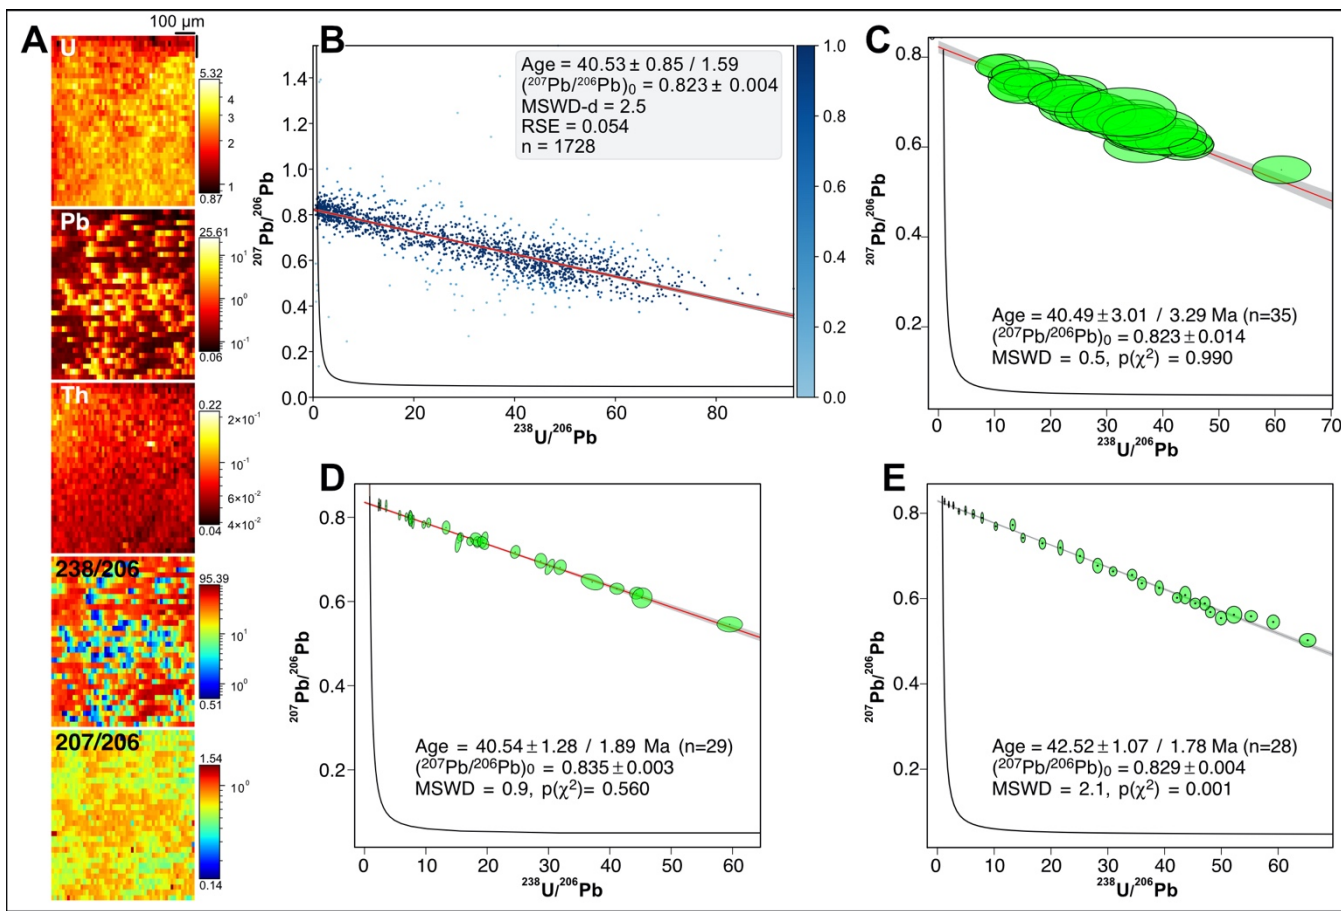 A
100 µm
U
5.32
4
3
2
1
0.87
Pb
25.61
10¹
10⁰
10⁻¹
0.06
Th
0.22
2×10⁻¹
10⁻¹
6×10⁻²
4×10⁻²
0.04
238/206
95.39
10¹
10⁰
0.51
207/206
1.54
10⁰
0.14
B
Age = 40.53 ± 0.85 / 1.59
(²⁰⁷Pb/²⁰⁶Pb)₀ = 0.823 ± 0.004
MSWD-d = 2.5
RSE = 0.054
n = 1728
1.4
1.2
1.0
0.8
0.6
0.4
0.2
0.0
²⁰⁷Pb/²⁰⁶Pb
0 20 40 60 80
²³⁸U/²⁰⁶Pb
1.0
0.8
0.6
0.4
0.2
0.0
C
0.8
0.6
0.4
0.2
²⁰⁷Pb/²⁰⁶Pb
Age = 40.49 ± 3.01 / 3.29 Ma (n=35)
(²⁰⁷Pb/²⁰⁶Pb)₀ = 0.823 ± 0.014
MSWD = 0.5, p(χ²) = 0.990
0 10 20 30 40 50 60 70
²³⁸U/²⁰⁶Pb
D
0.8
0.6
0.4
0.2
²⁰⁷Pb/²⁰⁶Pb
Age = 40.54 ± 1.28 / 1.89 Ma (n=29)
(²⁰⁷Pb/²⁰⁶Pb)₀ = 0.835 ± 0.003
MSWD = 0.9, p(χ²) = 0.560
0 10 20 30 40 50 60
²³⁸U/²⁰⁶Pb
E
0.8
0.6
0.4
0.2
²⁰⁷Pb/²⁰⁶Pb
Age = 42.52 ± 1.07 / 1.78 Ma (n=28)
(²⁰⁷Pb/²⁰⁶Pb)₀ = 0.829 ± 0.004
MSWD = 2.1, p(χ²) = 0.001
0 10 20 30 40 50 60
²³⁸U/²⁰⁶Pb